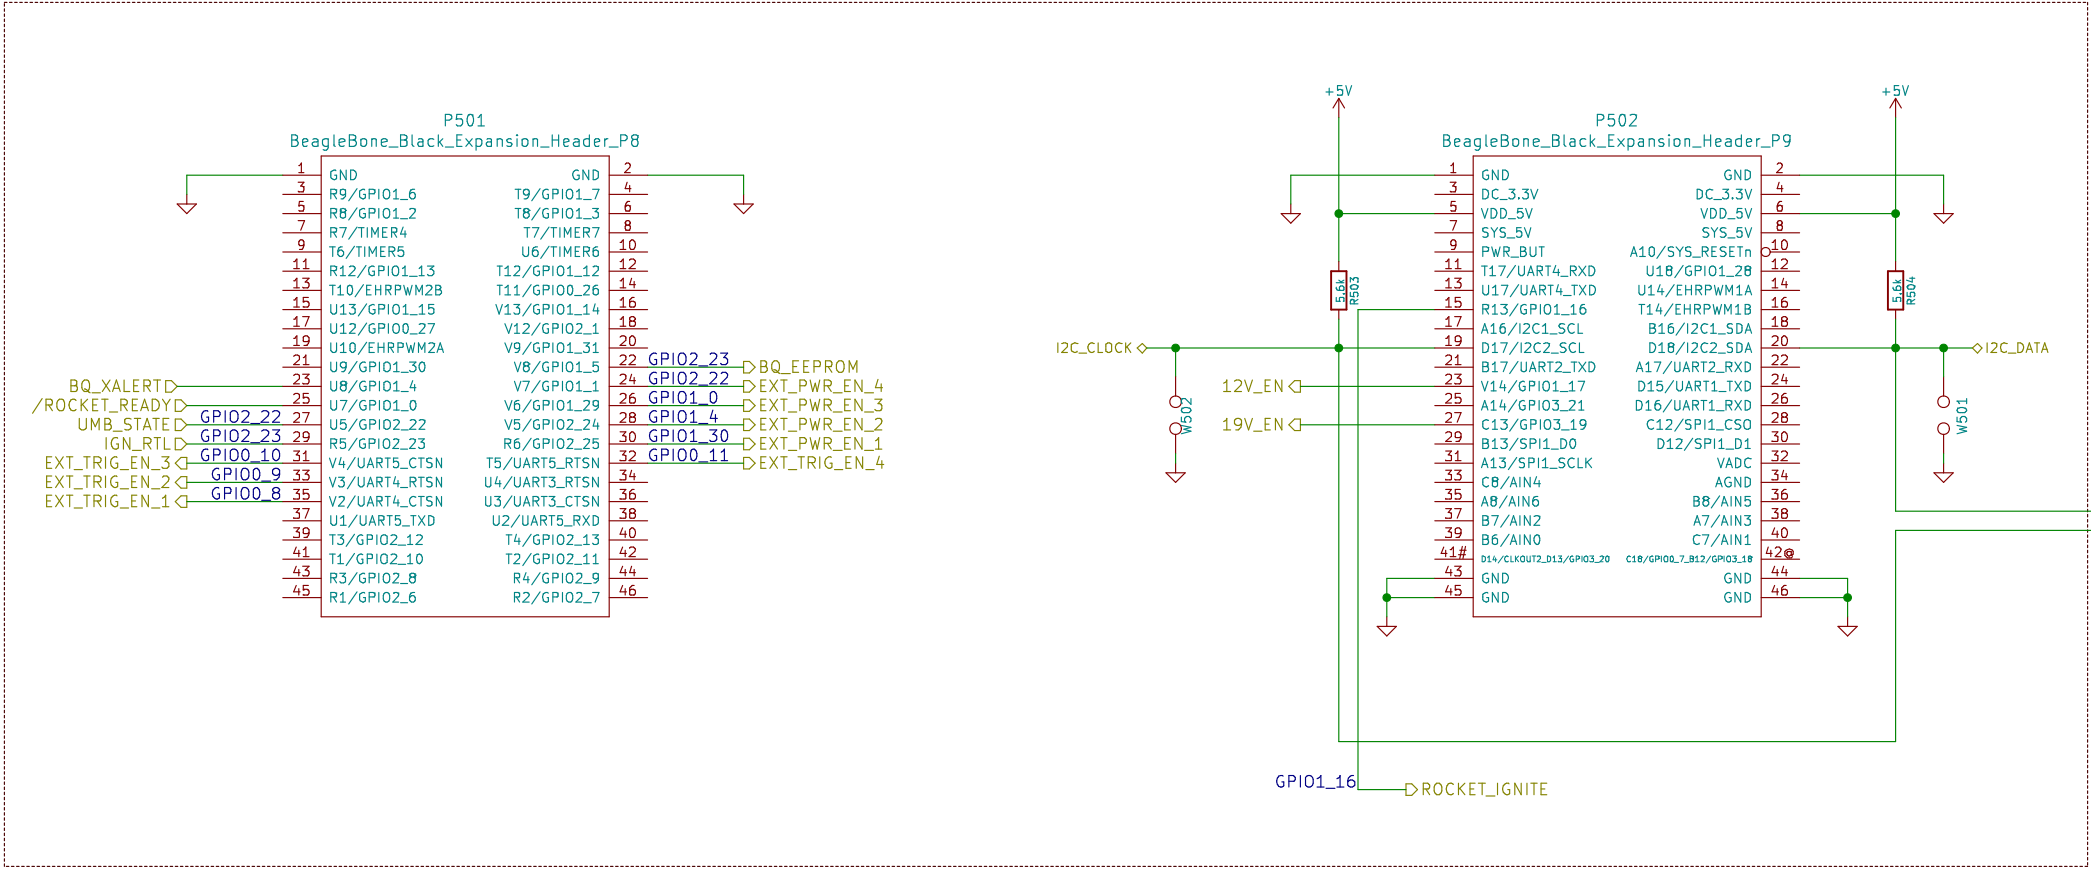 P501
BeagleBone_Black_Expansion_Header_P8
1 GND GND 2
3 R9/GPIO1_6 T9/GPIO1_7 4
5 R8/GPIO1_2 T8/GPIO1_3 6
7 R7/TIMER4 T7/TIMER7 8
9 T6/TIMER5 U6/TIMER6 10
11 R12/GPIO1_13 T12/GPIO1_12 12
13 T10/EHRPWM2B T11/GPIO0_26 14
15 U13/GPIO1_15 V13/GPIO1_14 16
17 U12/GPIO0_27 V12/GPIO2_1 18
19 U10/EHRPWM2A V9/GPIO1_31 20
21 U9/GPIO1_30 V8/GPIO1_5 22 GPIO2_23 BQ_EEPROM
BQ_XALERT 23 U8/GPIO1_4 V7/GPIO1_1 24 GPIO2_22 EXT_PWR_EN_4
/ROCKET_READY 25 U7/GPIO1_0 V6/GPIO1_29 26 GPIO1_0 EXT_PWR_EN_3
UMB_STATE GPIO2_22 27 U5/GPIO2_22 V5/GPIO2_24 28 GPIO1_4 EXT_PWR_EN_2
IGN_RTL GPIO2_23 29 R5/GPIO2_23 R6/GPIO2_25 30 GPIO1_30 EXT_PWR_EN_1
EXT_TRIG_EN_3 GPIO0_10 31 V4/UART5_CTSN T5/UART5_RTSN 32 GPIO0_11 EXT_TRIG_EN_4
EXT_TRIG_EN_2 GPIO0_9 33 V3/UART4_RTSN U4/UART3_RTSN 34
EXT_TRIG_EN_1 GPIO0_8 35 V2/UART4_CTSN U3/UART3_CTSN 36
37 U1/UART5_TXD U2/UART5_RXD 38
39 T3/GPIO2_12 T4/GPIO2_13 40
41 T1/GPIO2_10 T2/GPIO2_11 42
43 R3/GPIO2_8 R4/GPIO2_9 44
45 R1/GPIO2_6 R2/GPIO2_7 46
+5V +5V
P502
BeagleBone_Black_Expansion_Header_P9
1 GND GND 2
3 DC_3.3V DC_3.3V 4
5 VDD_5V VDD_5V 6
7 SYS_5V SYS_5V 8
9 PWR_BUT A10/SYS_RESETn 10
11 T17/UART4_RXD U18/GPIO1_28 12
5.6k R503 13 U17/UART4_TXD U14/EHRPWM1A 14 5.6k R504
15 R13/GPIO1_16 T14/EHRPWM1B 16
17 A16/I2C1_SCL B16/I2C1_SDA 18
I2C_CLOCK 19 D17/I2C2_SCL D18/I2C2_SDA 20 I2C_DATA
21 B17/UART2_TXD A17/UART2_RXD 22
12V_EN 23 V14/GPIO1_17 D15/UART1_TXD 24
W502 25 A14/GPIO3_21 D16/UART1_RXD 26 W501
19V_EN 27 C13/GPIO3_19 C12/SPI1_CSO 28
29 B13/SPI1_D0 D12/SPI1_D1 30
31 A13/SPI1_SCLK VADC 32
33 C8/AIN4 AGND 34
35 A8/AIN6 B8/AIN5 36
37 B7/AIN2 A7/AIN3 38
39 B6/AIN0 C7/AIN1 40
41# D14/CLKOUT2_D13/GPIO3_20 C18/GPIO0_7_B12/GPIO3_18 42@
43 GND GND 44
45 GND GND 46
GPIO1_16 ROCKET_IGNITE